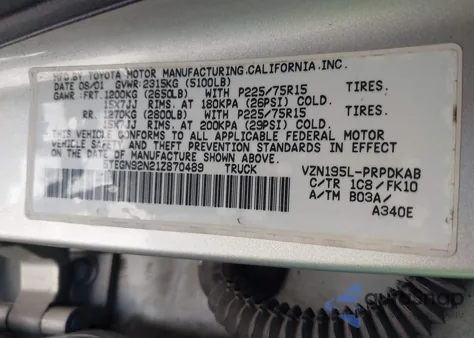 MFD. BY TOYOTA MOTOR MANUFACTURING,CALIFORNIA,INC.
DATE 08/01 GVWR:2315KG (5100LB)
GAWR: FRT.1200KG (2650LB) WITH P225/75R15 TIRES.
15X7JJ RIMS. AT 180KPA (26PSI) COLD.
RR. 1270KG (2800LB) WITH P225/75R15 TIRES.
15X7JJ RIMS. AT 200KPA (29PSI) COLD.
THIS VEHICLE CONFORMS TO ALL APPLICABLE FEDERAL MOTOR
VEHICLE SAFETY AND THEFT PREVENTION STANDARDS IN EFFECT
ON THE DATE OF MANUFACTURE SHOWN ABOVE.
5TEGN92N21Z870489 TRUCK
VZN195L-PRPDKAB
C/TR 1C8/FK10
A/TM B03A/
A340E
autosnap